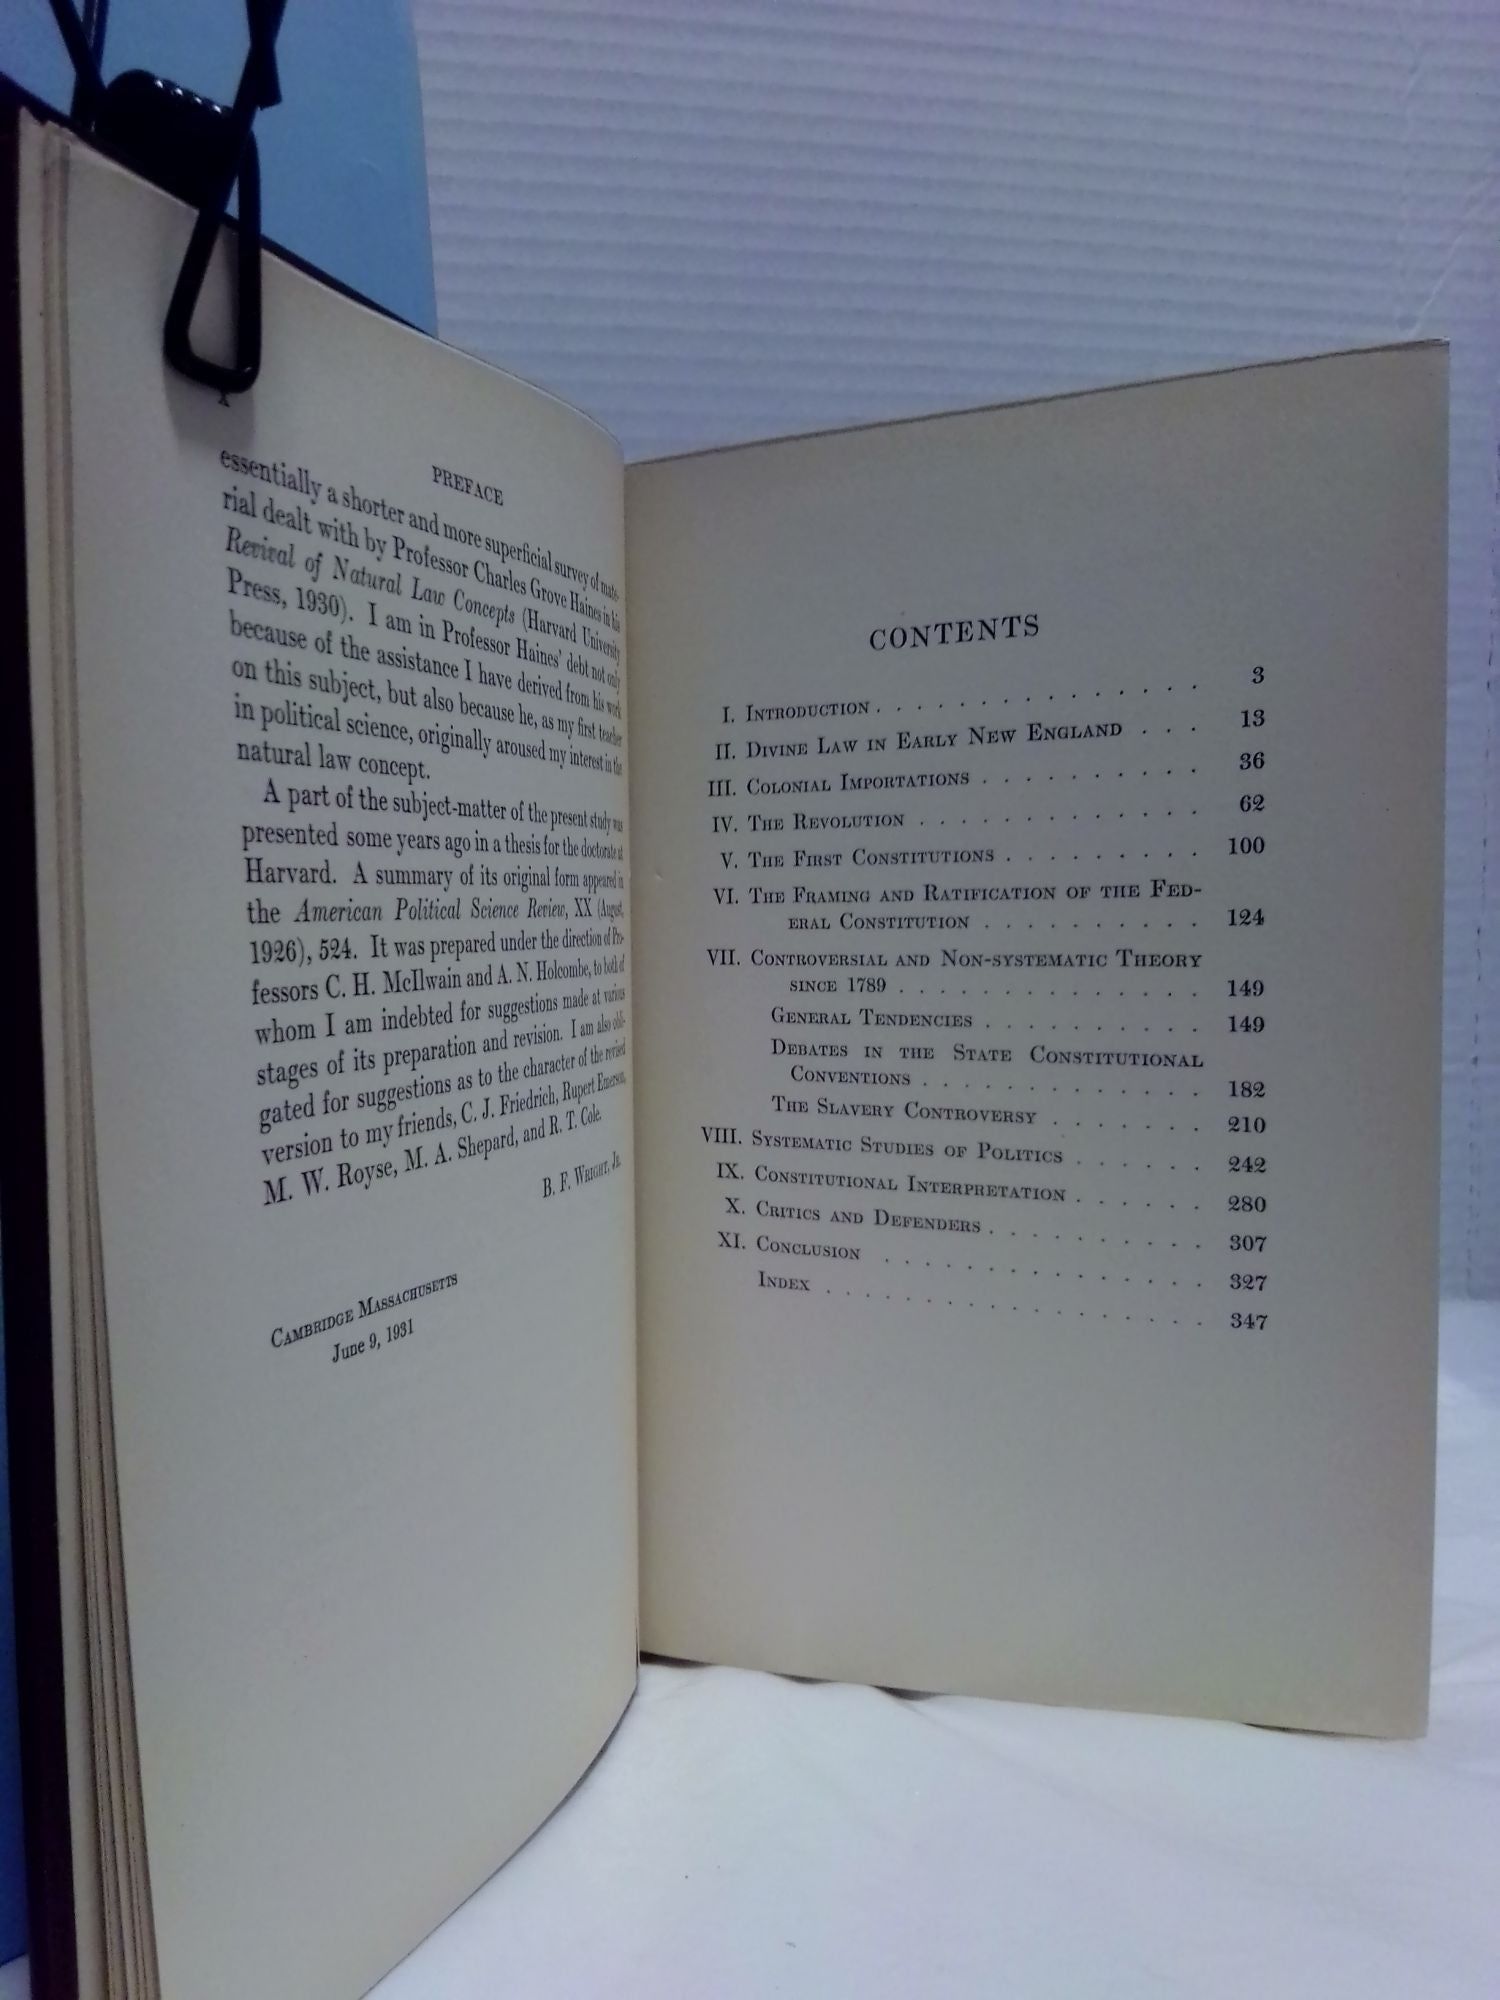 x
PREFACE
essentially a shorter and more superficial survey of mate-
rial dealt with by Professor Charles Grove Haines in his
Revival of Natural Law Concepts (Harvard University
Press, 1930). I am in Professor Haines' debt not only
because of the assistance I have derived from his work
on this subject, but also because he, as my first teacher
in political science, originally aroused my interest in the
natural law concept.
A part of the subject-matter of the present study was
presented some years ago in a thesis for the doctorate at
Harvard. A summary of its original form appeared in
the American Political Science Review, XX (August,
1926), 524. It was prepared under the direction of Pro-
fessors C. H. McIlwain and A. N. Holcombe, to both of
whom I am indebted for suggestions made at various
stages of its preparation and revision. I am also obli-
gated for suggestions as to the character of the revised
version to my friends, C. J. Friedrich, Rupert Emerson,
M. W. Royse, M. A. Shepard, and R. T. Cole.
B. F. Wright, Jr.
Cambridge Massachusetts
June 9, 1931
CONTENTS
I. Introduction . . . . . . . . . . . . . 3
II. Divine Law in Early New England . . . 13
III. Colonial Importations . . . . . . . . . . 36
IV. The Revolution . . . . . . . . . . . . . 62
V. The First Constitutions . . . . . . . . . 100
VI. The Framing and Ratification of the Fed-
eral Constitution . . . . . . . . . . 124
VII. Controversial and Non-systematic Theory
since 1789 . . . . . . . . . . . . . . 149
General Tendencies . . . . . . . . . . 149
Debates in the State Constitutional
Conventions . . . . . . . . . . . . . 182
The Slavery Controversy . . . . . . . 210
VIII. Systematic Studies of Politics . . . . . . 242
IX. Constitutional Interpretation . . . . . . 280
X. Critics and Defenders . . . . . . . . . . 307
XI. Conclusion . . . . . . . . . . . . . . 327
Index . . . . . . . . . . . . . . . . . 347